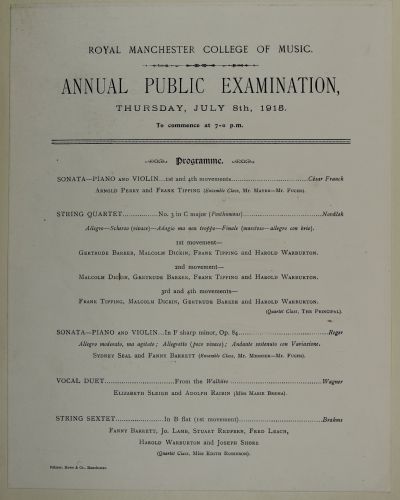 ROYAL MANCHESTER COLLEGE OF MUSIC.
ANNUAL PUBLIC EXAMINATION,
THURSDAY, JULY 8th, 1915.
To commence at 7-0 p.m.
Programme.
SONATA—PIANO AND VIOLIN...1st and 4th movements...César Franck
ARNOLD PERRY and FRANK TIPPING (Ensemble Class, Mr. MAYER—Mr. FUCHS).
STRING QUARTET...No. 3 in C major (Posthumous)...Novàček
Allegro—Scherzo (vivace)—Adagio ma non troppo—Finale (maestoso—allegro con brio).
1st movement—
GERTRUDE BARKER, MALCOLM DICKIN, FRANK TIPPING and HAROLD WARBURTON.
2nd movement—
MALCOLM DICKIN, GERTRUDE BARKER, FRANK TIPPING and HAROLD WARBURTON.
3rd and 4th movements—
FRANK TIPPING, MALCOLM DICKIN, GERTRUDE BARKER and HAROLD WARBURTON.
(Quartet Class, THE PRINCIPAL).
SONATA—PIANO AND VIOLIN...In F sharp minor, Op. 84...Reger
Allegro moderato, ma agitato; Allegretto (poco vivace); Andante sostenuto con Variazione.
SYDNEY SEAL and FANNY BARRETT (Ensemble Class, Mr. —Mr. FUCHS).
VOCAL DUET...From the Walküre...Wagner
ELIZABETH SLEIGH and ADOLPH RAIBIN (Miss MARIE BREMA).
STRING SEXTET...In B flat (1st movement)...Brahms
FANNY BARRETT, JO. LAMB, STUART REDFERN, FRED LEACH,
HAROLD WARBURTON and JOSEPH SHORE
(Quartet Class, Miss EDITH ROBINSON).
& Co., Manchester.